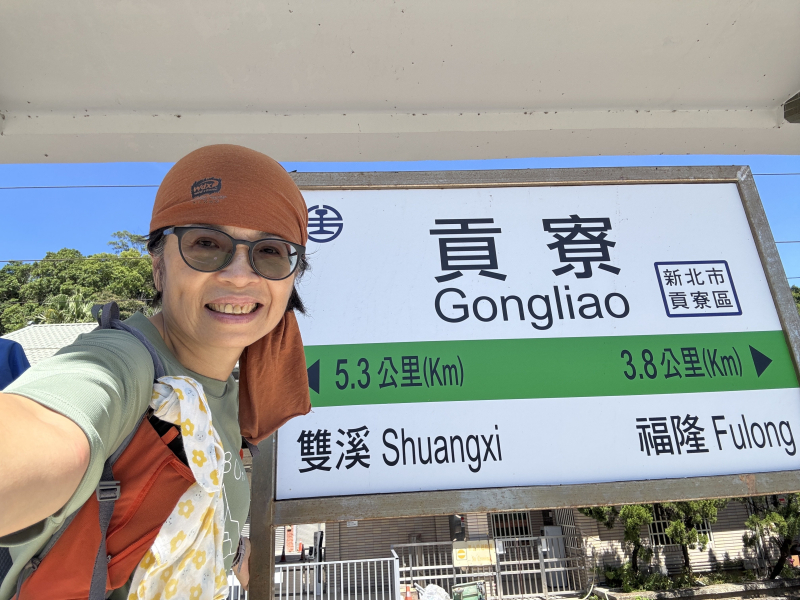 貢寮
Gongliao
新北市
貢寮區
5.3公里(Km)
3.8公里(Km)
雙溪 Shuangxi
福隆 Fulong